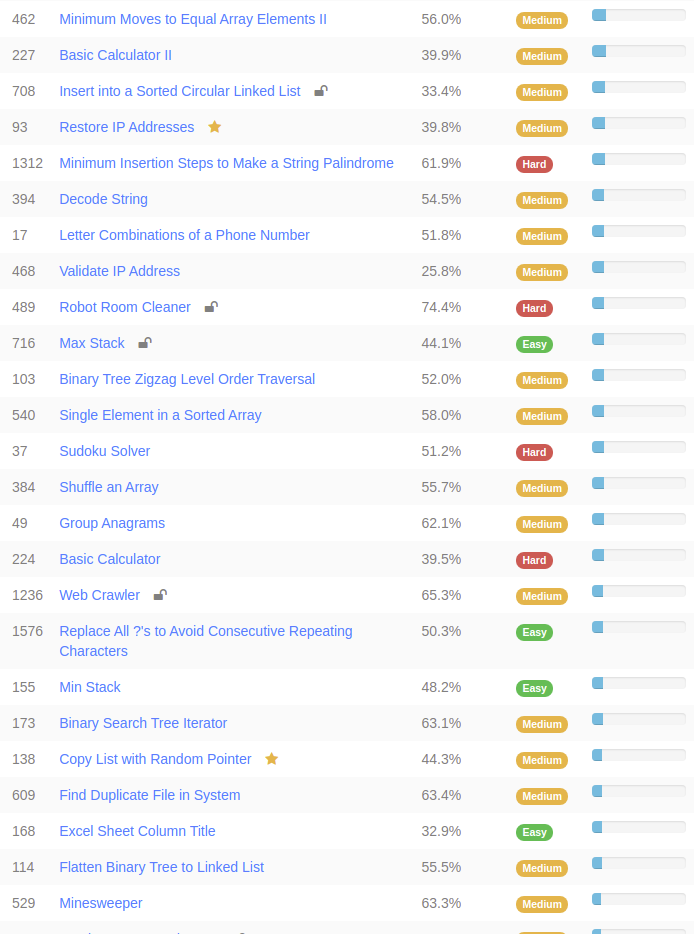 462 Minimum Moves to Equal Array Elements II 56.0% Medium
227 Basic Calculator II 39.9% Medium
708 Insert into a Sorted Circular Linked List 33.4% Medium
93 Restore IP Addresses 39.8% Medium
1312 Minimum Insertion Steps to Make a String Palindrome 61.9% Hard
394 Decode String 54.5% Medium
17 Letter Combinations of a Phone Number 51.8% Medium
468 Validate IP Address 25.8% Medium
489 Robot Room Cleaner 74.4% Hard
716 Max Stack 44.1% Easy
103 Binary Tree Zigzag Level Order Traversal 52.0% Medium
540 Single Element in a Sorted Array 58.0% Medium
37 Sudoku Solver 51.2% Hard
384 Shuffle an Array 55.7% Medium
49 Group Anagrams 62.1% Medium
224 Basic Calculator 39.5% Hard
1236 Web Crawler 65.3% Medium
1576 Replace All ?'s to Avoid Consecutive Repeating 50.3% Easy
Characters
155 Min Stack 48.2% Easy
173 Binary Search Tree Iterator 63.1% Medium
138 Copy List with Random Pointer 44.3% Medium
609 Find Duplicate File in System 63.4% Medium
168 Excel Sheet Column Title 32.9% Easy
114 Flatten Binary Tree to Linked List 55.5% Medium
529 Minesweeper 63.3% Medium